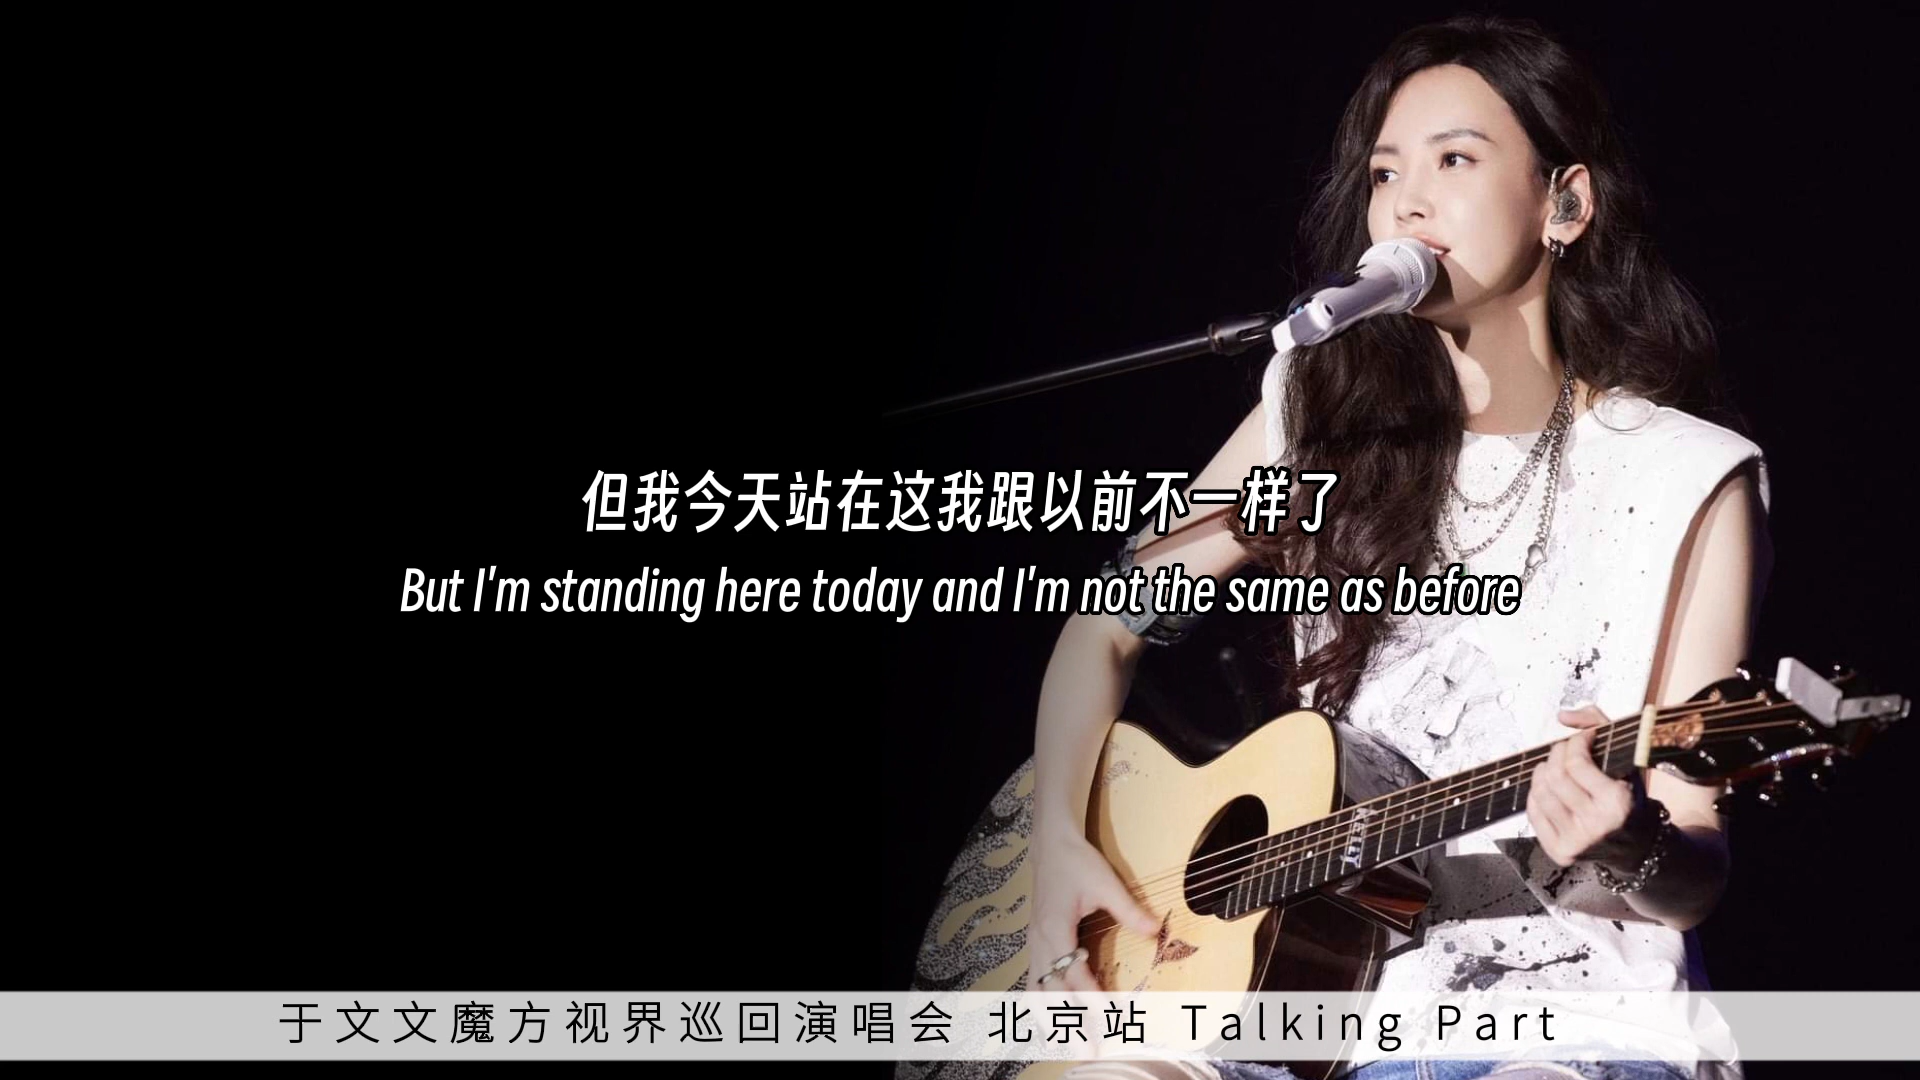 但我今天站在这我跟以前不一样了
But I'm standing here today and I'm not the same as before
KELLY
于文文魔方视界巡回演唱会 北京站 Talking Part